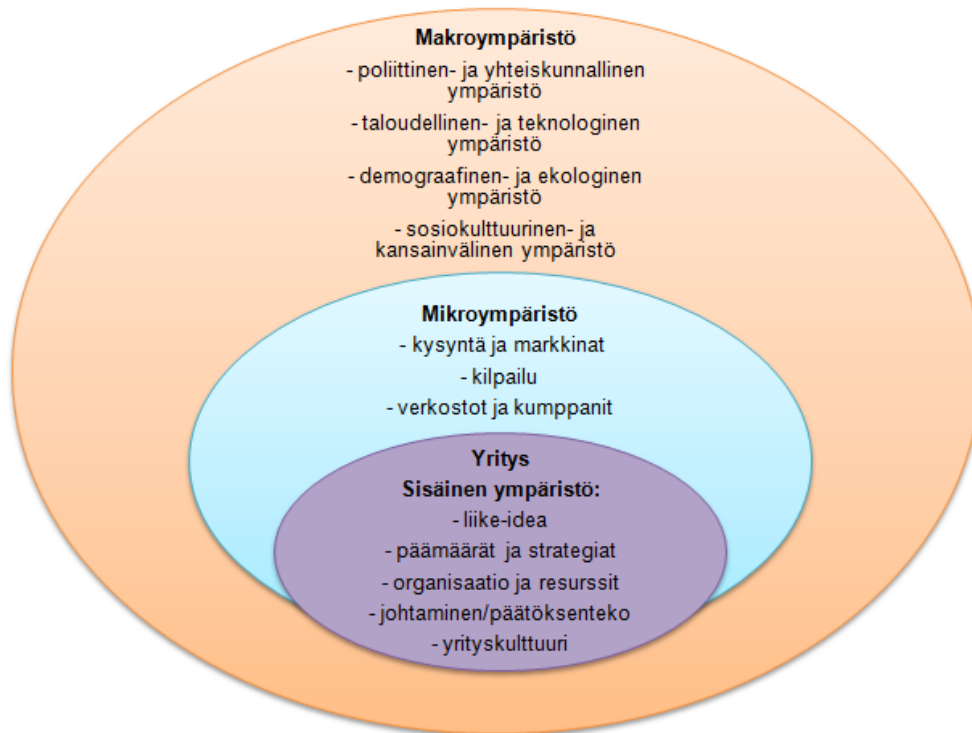 Makroympäristö
- poliittinen- ja yhteiskunnallinen
ympäristö
- taloudellinen- ja teknologinen
ympäristö
- demograafinen- ja ekologinen
ympäristö
- sosiokulttuurinen- ja
kansainvälinen ympäristö
Mikroympäristö
- kysyntä ja markkinat
- kilpailu
- verkostot ja kumppanit
Yritys
Sisäinen ympäristö:
- liike-idea
- päämäärät ja strategiat
- organisaatio ja resurssit
- johtaminen/päätöksenteko
- yrityskulttuuri